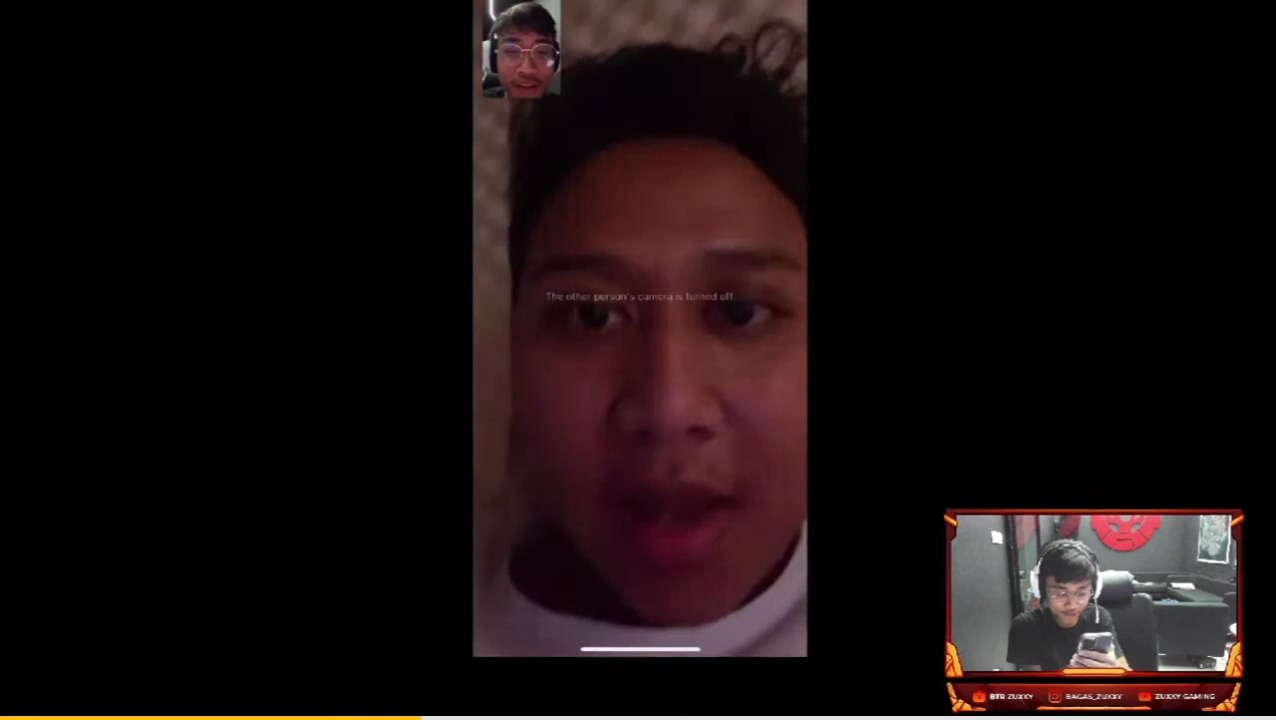 The other person's camera is turned off
BTR ZUXXY
BAGAS_ZUXXY
ZUXXY GAMING